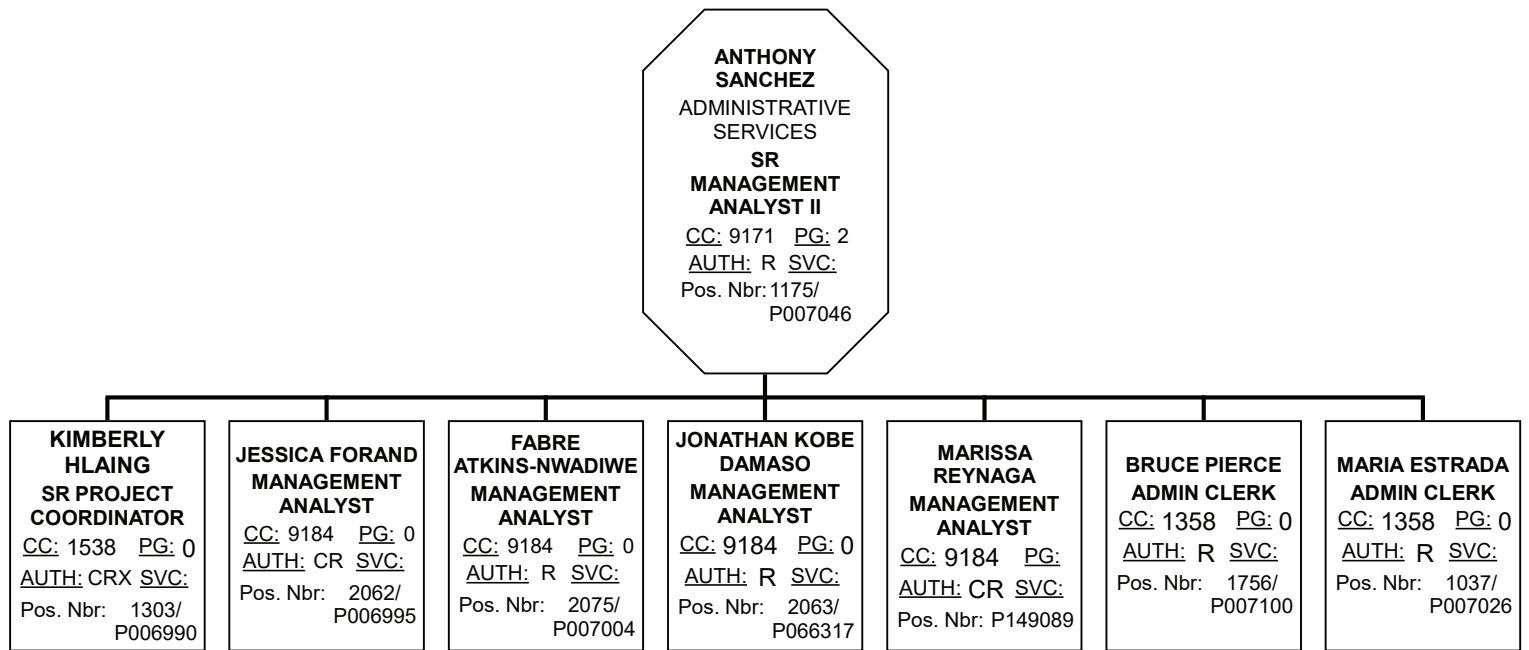 ANTHONY
SANCHEZ
ADMINISTRATIVE
SERVICES
SR
MANAGEMENT
ANALYST II
CC: 9171 PG: 2
AUTH: R SVC:
Pos. Nbr: 1175/
P007046
KIMBERLY
HLAING
SR PROJECT
COORDINATOR
CC: 1538 PG: 0
AUTH: CRX SVC:
Pos. Nbr: 1303/
P006990
JESSICA FORAND
MANAGEMENT
ANALYST
CC: 9184 PG: 0
AUTH: CR SVC:
Pos. Nbr: 2062/
P006995
FABRE
ATKINS-NWADIWE
MANAGEMENT
ANALYST
CC: 9184 PG: 0
AUTH: R SVC:
Pos. Nbr: 2075/
P007004
JONATHAN KOBE
DAMASO
MANAGEMENT
ANALYST
CC: 9184 PG: 0
AUTH: R SVC:
Pos. Nbr: 2063/
P066317
MARISSA
REYNAGA
MANAGEMENT
ANALYST
CC: 9184 PG:
AUTH: CR SVC:
Pos. Nbr: P149089
BRUCE PIERCE
ADMIN CLERK
CC: 1358 PG: 0
AUTH: R SVC:
Pos. Nbr: 1756/
P007100
MARIA ESTRADA
ADMIN CLERK
CC: 1358 PG: 0
AUTH: R SVC:
Pos. Nbr: 1037/
P007026